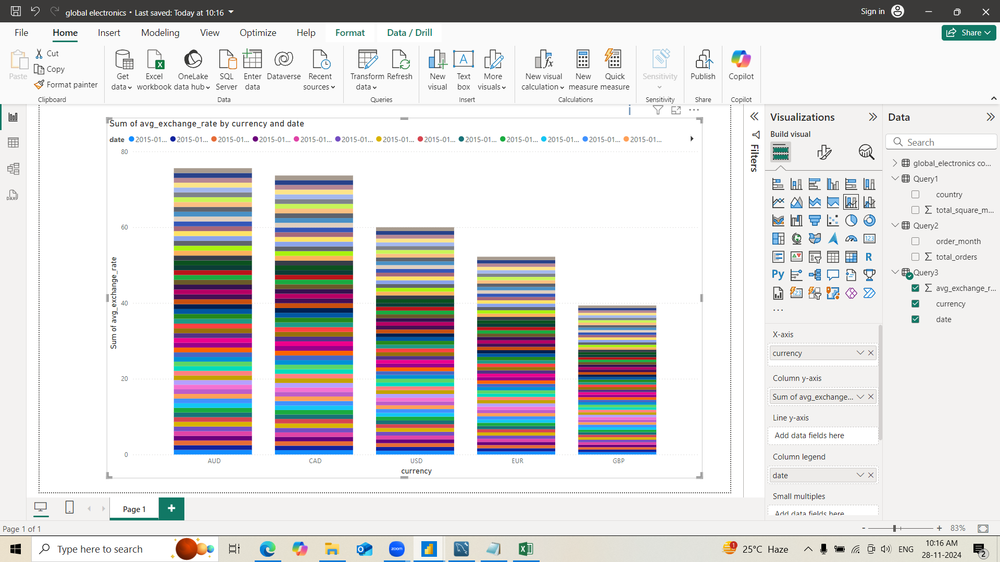 global electronics • Last saved: Today at 10:16
Sign in
File Home Insert Modeling View Optimize Help Format Data / Drill
Share
Paste
Cut
Copy
Format painter
Clipboard
Get data
Excel workbook
OneLake data hub
SQL Server
Enter data
Dataverse
Recent sources
Data
Transform data
Refresh
Queries
New visual
Text box
More visuals
Insert
New visual calculation
New measure
Quick measure
Calculations
Sensitivity
Sensitivity
Publish
Share
Copilot
Copilot
Sum of avg_exchange_rate by currency and date
date 2015-01... 2015-01... 2015-01... 2015-01... 2015-01... 2015-01... 2015-01... 2015-01... 2015-01... 2015-01... 2015-01... 2015-01... 2015-01...
80
60
40
20
0
Sum of avg_exchange_rate
AUD CAD USD EUR GBP
currency
Filters
Visualizations
Build visual
123
R
Py
X-axis
currency
Column y-axis
Sum of avg_exchange...
Line y-axis
Add data fields here
Column legend
date
Small multiples
Add data fields here
Data
Search
global_electronics co...
Query1
country
total_square_m...
Query2
order_month
total_orders
Query3
avg_exchange_r...
currency
date
DAX
Page 1
Page 1 of 1
- + 83%
Type here to search
zoom
1
25°C Haze
ENG
10:16 AM
28-11-2024
2